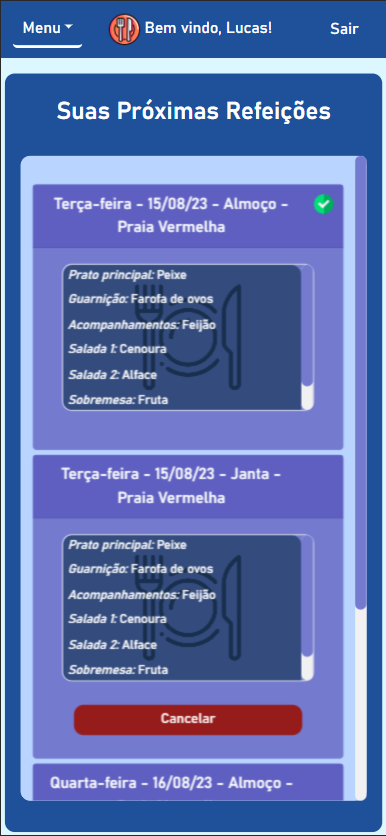 Menu
Bem vindo, Lucas!
Sair
Suas Próximas Refeições
Terça-feira - 15/08/23 - Almoço -
Praia Vermelha
Prato principal: Peixe
Guarnição: Farofa de ovos
Acompanhamentos: Feijão
Salada 1: Cenoura
Salada 2: Alface
Sobremesa: Fruta
Terça-feira - 15/08/23 - Janta -
Praia Vermelha
Prato principal: Peixe
Guarnição: Farofa de ovos
Acompanhamentos: Feijão
Salada 1: Cenoura
Salada 2: Alface
Sobremesa: Fruta
Cancelar
Quarta-feira - 16/08/23 - Almoço -